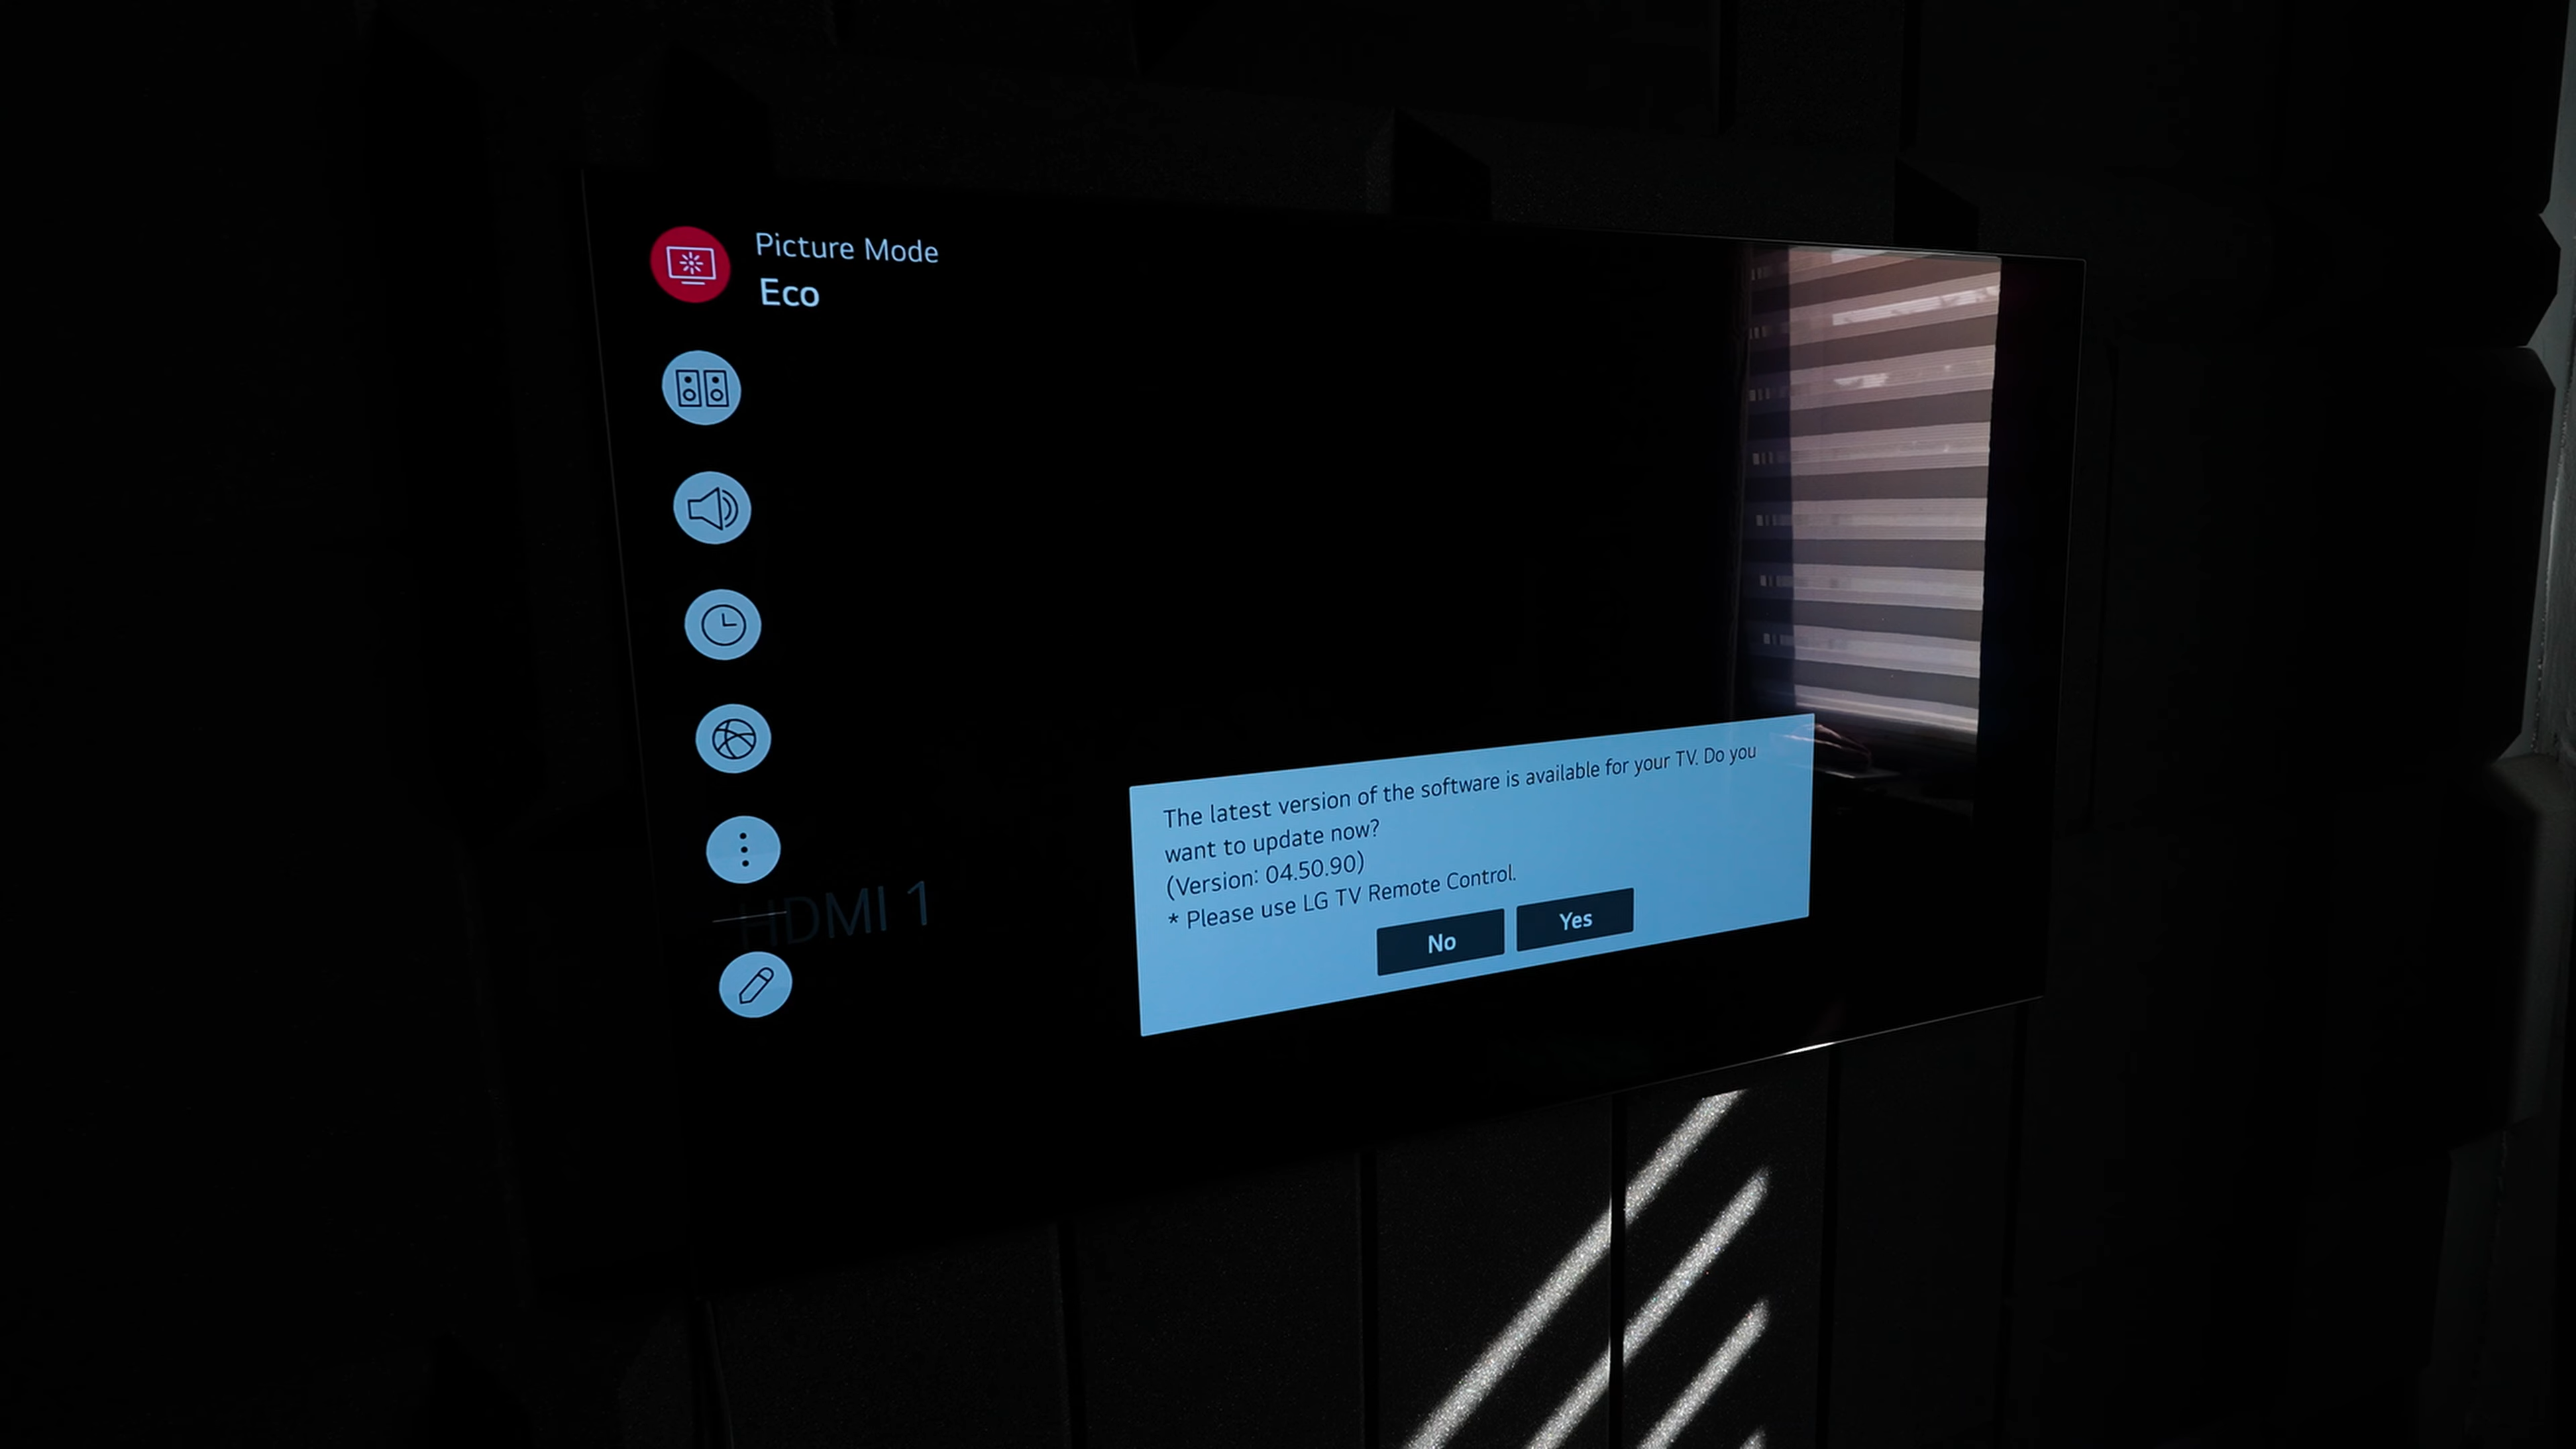 Picture Mode
Eco
The latest version of the software is available for your TV. Do you
want to update now?
(Version: 04.50.90)
* Please use LG TV Remote Control.
No
Yes
HDMI 1